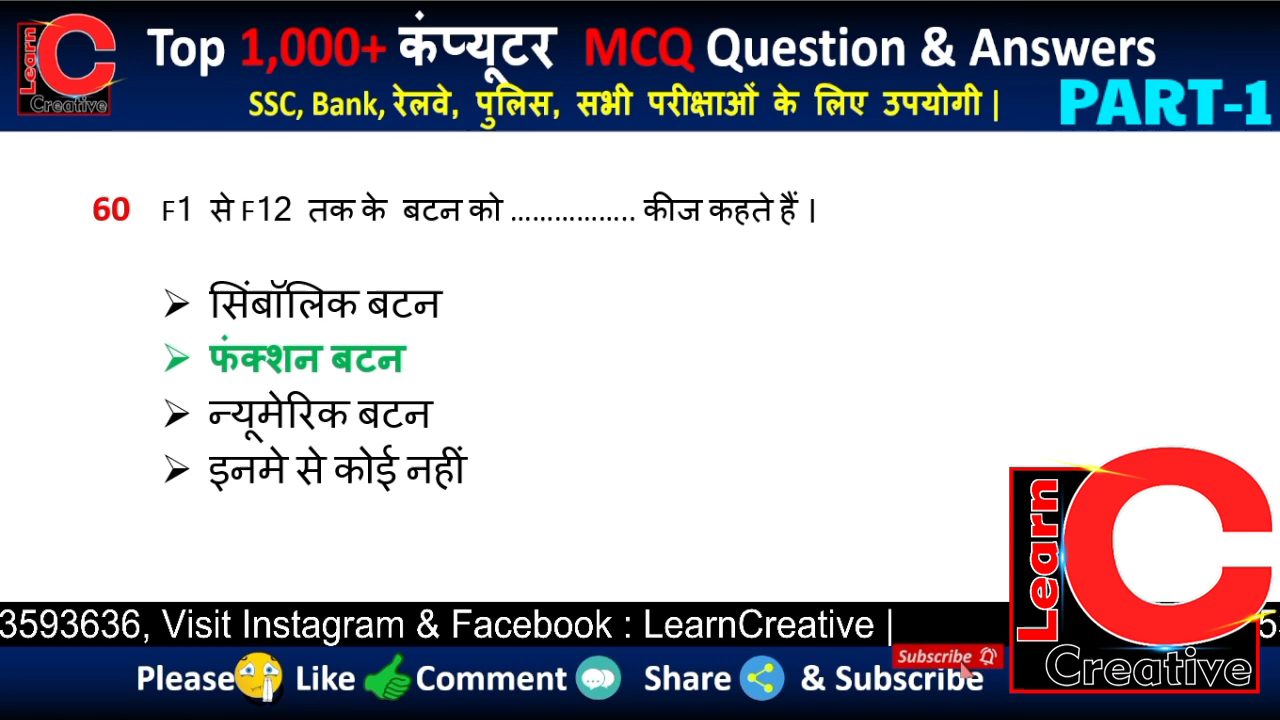 Learn
Creative
Top 1,000+ कंप्यूटर MCQ Question & Answers
SSC, Bank, रेलवे, पुलिस, सभी परीक्षाओं के लिए उपयोगी |
PART-1
60 F1 से F12 तक के बटन को ................. कीज कहते हैं ।
➢ सिंबॉलिक बटन
➢ फंक्शन बटन
➢ न्यूमेरिक बटन
➢ इनमे से कोई नहीं
Learn
Creative
3593636, Visit Instagram & Facebook : LearnCreative |
Subscribe
Please Like Comment Share & Subscribe